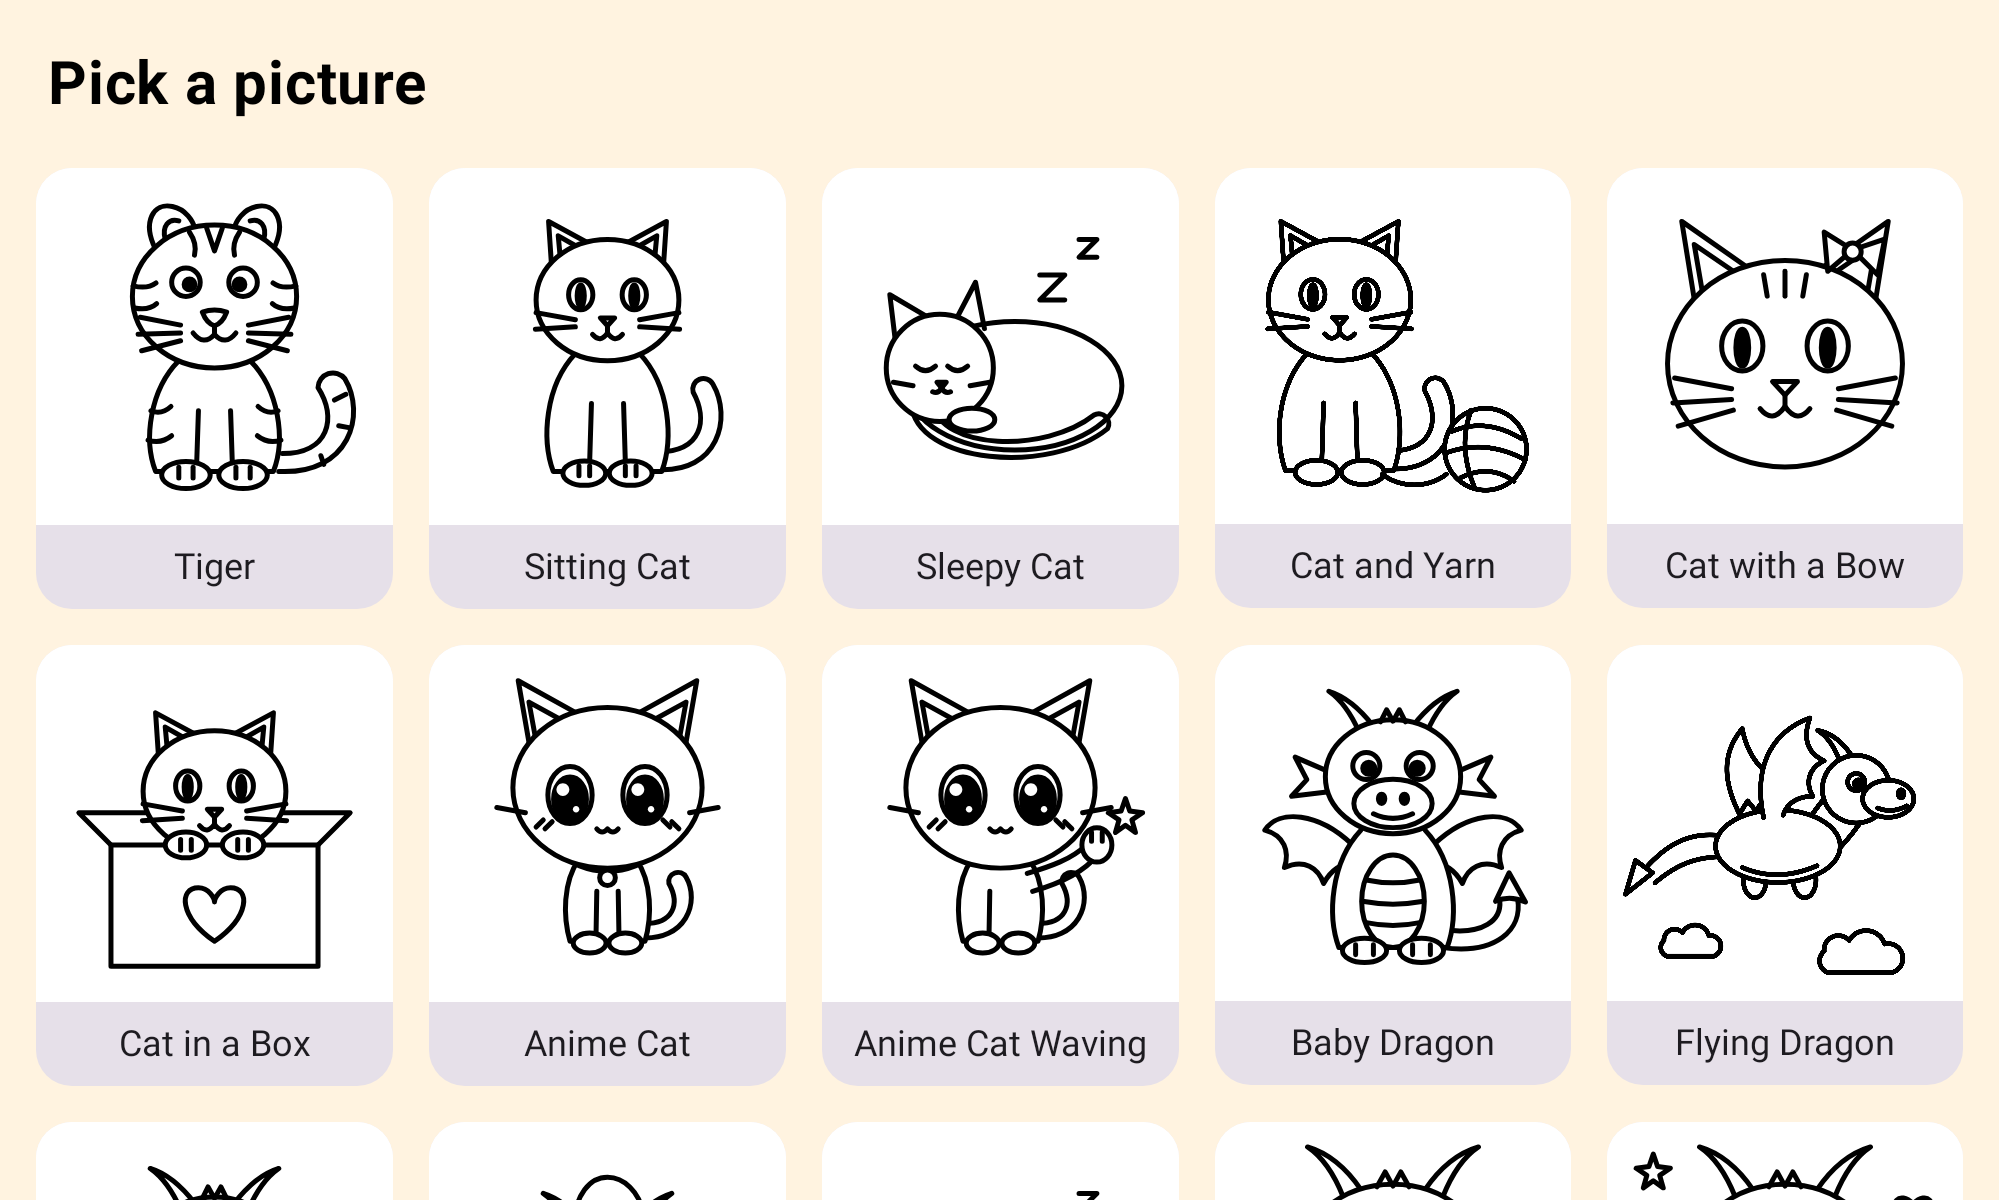 Pick a picture
z
z
Tiger
Sitting Cat
Sleepy Cat
Cat and Yarn
Cat with a Bow
Cat in a Box
Anime Cat
Anime Cat Waving
Baby Dragon
Flying Dragon
z